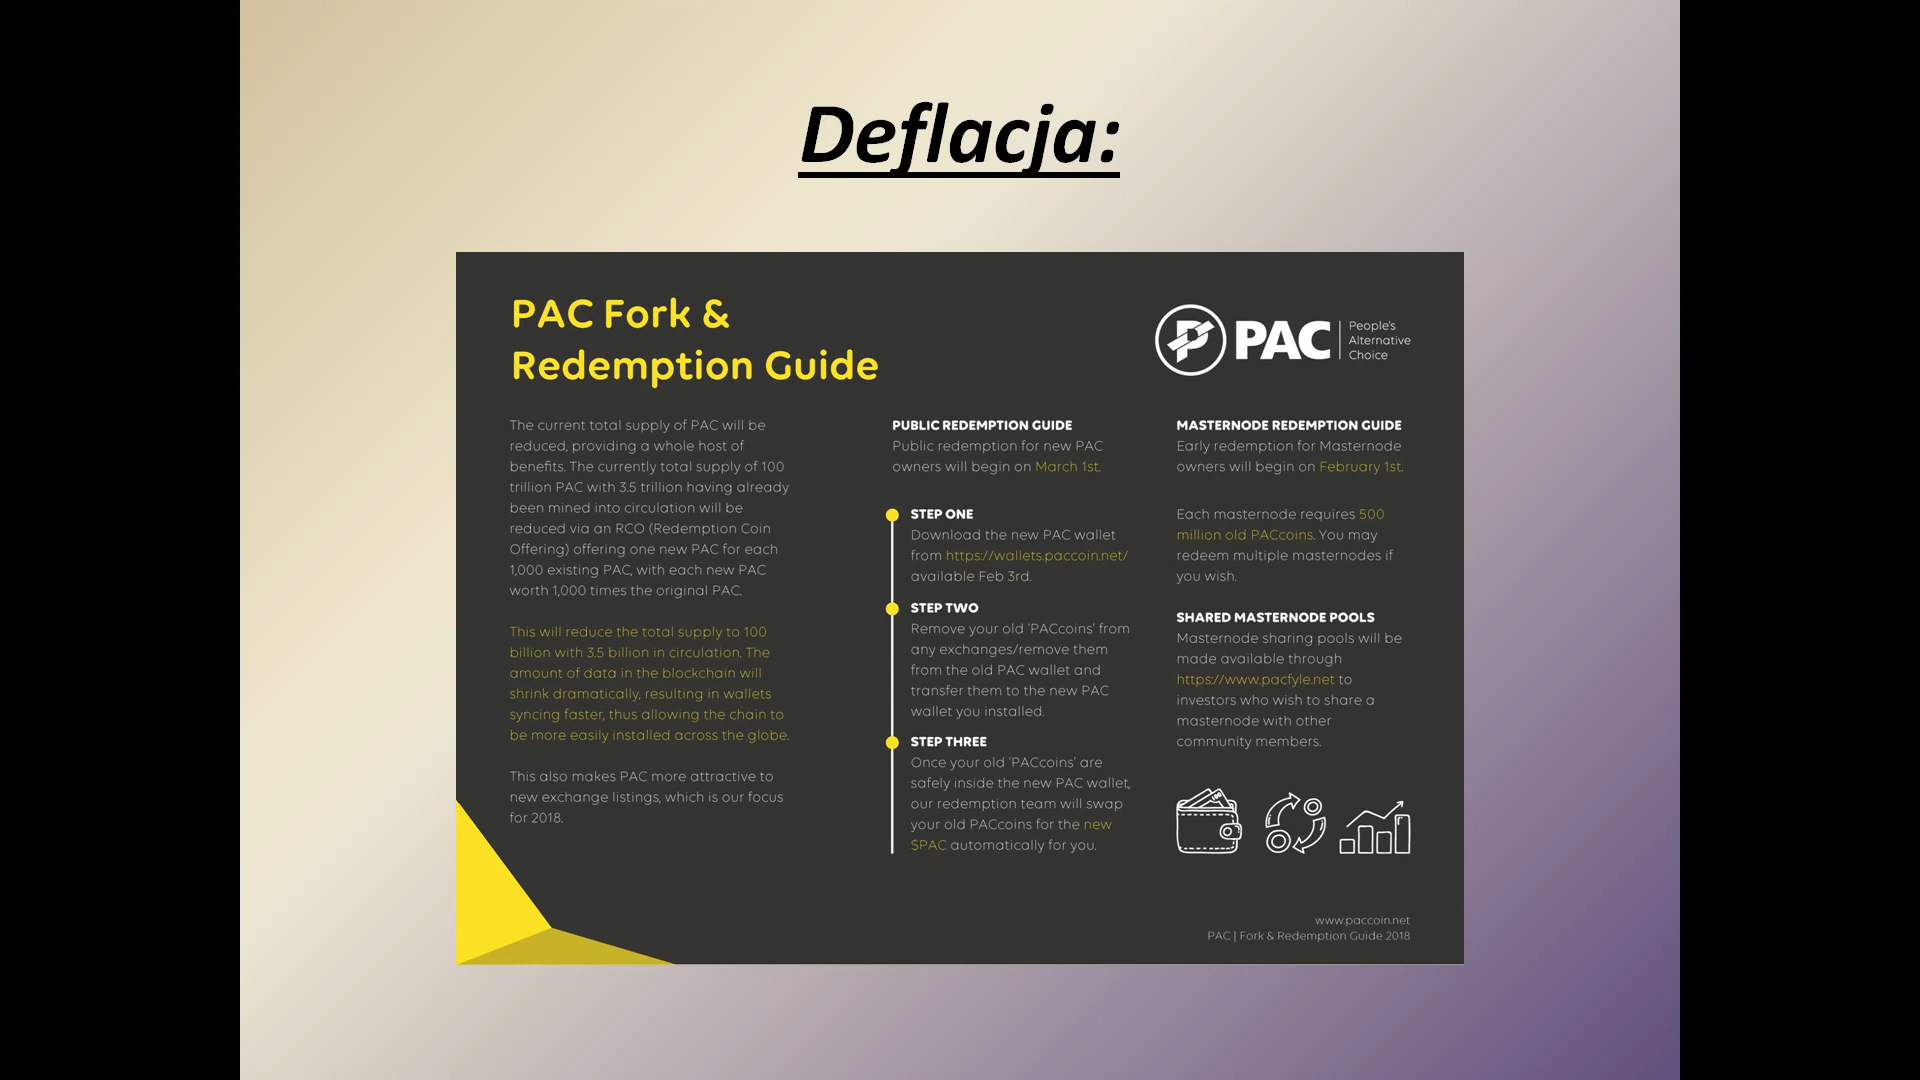 Deflacja:
PAC Fork &
Redemption Guide
PAC
People's
Alternative
Choice
The current total supply of PAC will be
reduced, providing a whole host of
benefits. The currently total supply of 100
trillion PAC with 3.5 trillion having already
been mined into circulation will be
reduced via an RCO (Redemption Coin
Offering) offering one new PAC for each
1,000 existing PAC, with each new PAC
worth 1,000 times the original PAC.
This will reduce the total supply to 100
billion with 3.5 billion in circulation. The
amount of data in the blockchain will
shrink dramatically, resulting in wallets
syncing faster, thus allowing the chain to
be more easily installed across the globe.
This also makes PAC more attractive to
new exchange listings, which is our focus
for 2018.
PUBLIC REDEMPTION GUIDE
Public redemption for new PAC
owners will begin on March 1st.
STEP ONE
Download the new PAC wallet
from https://wallets.paccoin.net/
available Feb 3rd.
STEP TWO
Remove your old 'PACcoins' from
any exchanges/remove them
from the old PAC wallet and
transfer them to the new PAC
wallet you installed.
STEP THREE
Once your old 'PACcoins' are
safely inside the new PAC wallet,
our redemption team will swap
your old PACcoins for the new
$PAC automatically for you.
MASTERNODE REDEMPTION GUIDE
Early redemption for Masternode
owners will begin on February 1st.
Each masternode requires 500
million old PACcoins. You may
redeem multiple masternodes if
you wish.
SHARED MASTERNODE POOLS
Masternode sharing pools will be
made available through
https://www.pacfyle.net to
investors who wish to share a
masternode with other
community members.
www.paccoin.net
PAC | Fork & Redemption Guide 2018